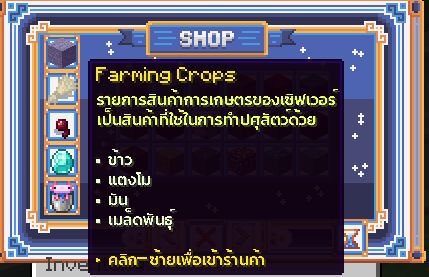 SHOP
Farming Crops
รายการสินค้าการเกษตรของเซิฟเวอร์
เป็นสินค้าที่ใช้ในการทำปศุสัตว์ด้วย
• ข้าว
• แตงโม
• มัน
• เมล็ดพันธุ์
▸ คลิก-ซ้ายเพื่อเข้าร้านค้า